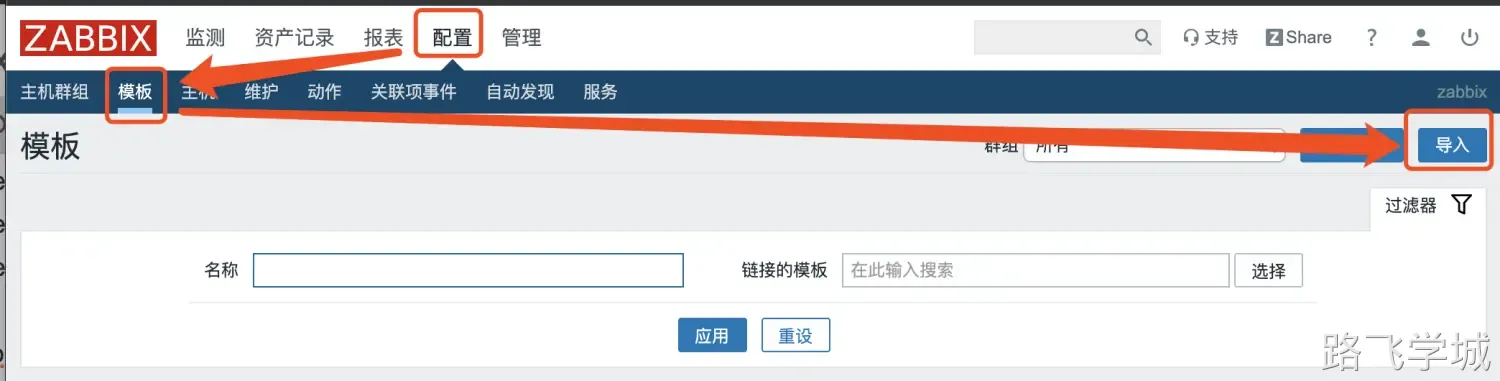 ZABBIX 监测 资产记录 报表 配置 管理 支持 Z Share ?
主机群组 模板 主机 维护 动作 关联项事件 自动发现 服务 zabbix
模板 群组 所有 导入
过滤器
名称 链接的模板 在此输入搜索 选择
应用 重设
路飞学城